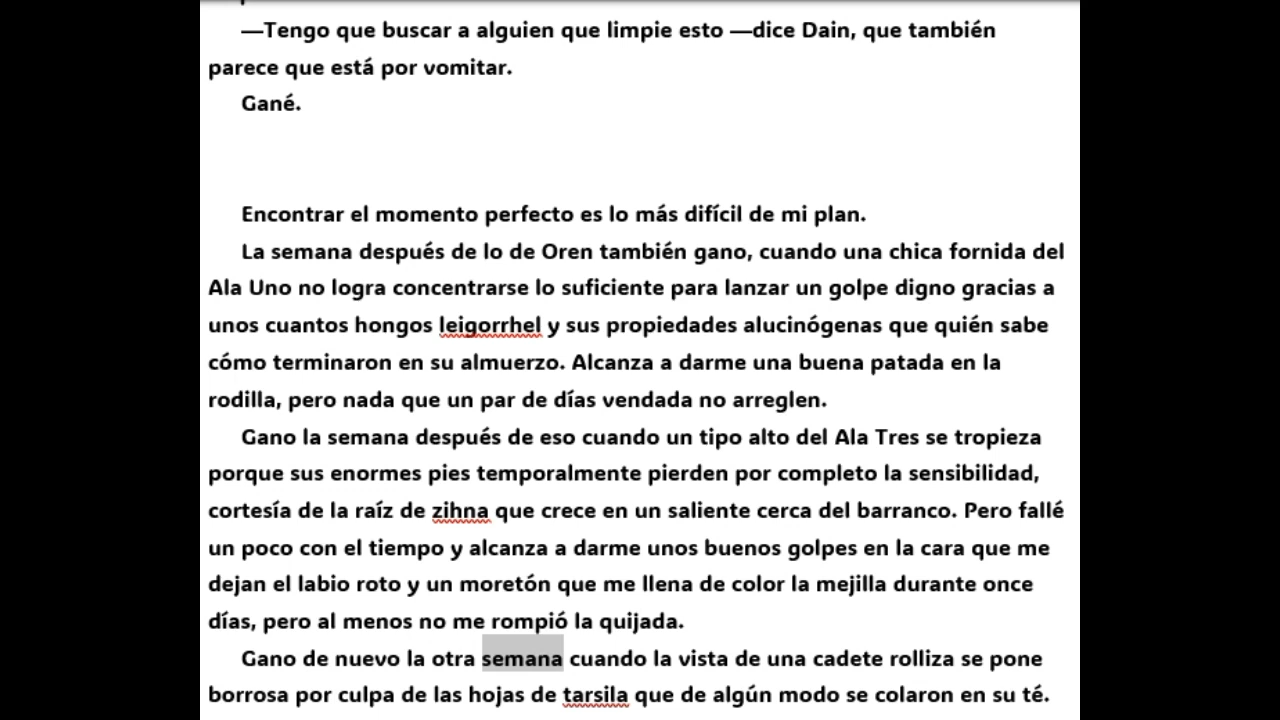 —Tengo que buscar a alguien que limpie esto —dice Dain, que también
parece que está por vomitar.
Gané.
Encontrar el momento perfecto es lo más difícil de mi plan.
La semana después de lo de Oren también gano, cuando una chica fornida del
Ala Uno no logra concentrarse lo suficiente para lanzar un golpe digno gracias a
unos cuantos hongos leigorrhel y sus propiedades alucinógenas que quién sabe
cómo terminaron en su almuerzo. Alcanza a darme una buena patada en la
rodilla, pero nada que un par de días vendada no arreglen.
Gano la semana después de eso cuando un tipo alto del Ala Tres se tropieza
porque sus enormes pies temporalmente pierden por completo la sensibilidad,
cortesía de la raíz de zihna que crece en un saliente cerca del barranco. Pero fallé
un poco con el tiempo y alcanza a darme unos buenos golpes en la cara que me
dejan el labio roto y un moretón que me llena de color la mejilla durante once
días, pero al menos no me rompió la quijada.
Gano de nuevo la otra semana cuando la vista de una cadete rolliza se pone
borrosa por culpa de las hojas de tarsila que de algún modo se colaron en su té.